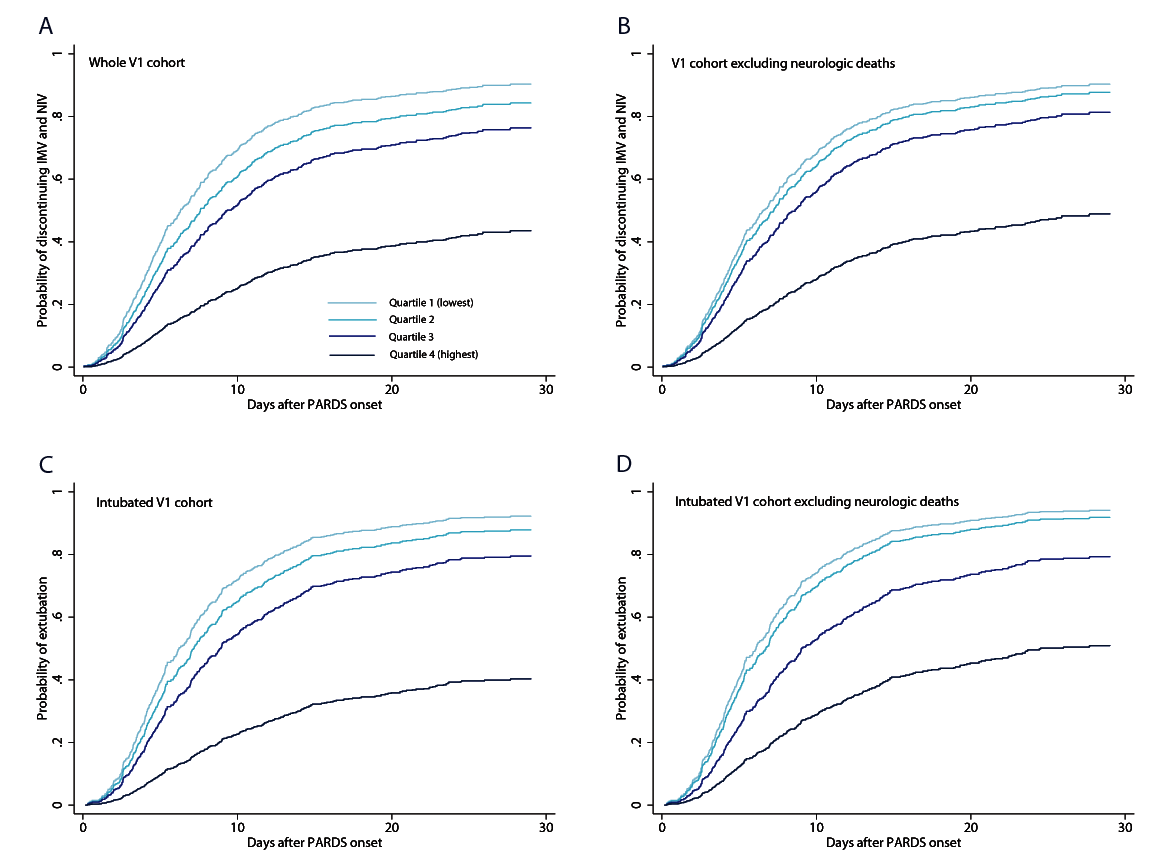 A
Whole V1 cohort
Probability of discontinuing IMV and NIV
1
.8
.6
.4
.2
0
Quartile 1 (lowest)
Quartile 2
Quartile 3
Quartile 4 (highest)
0 10 20 30
Days after PARDS onset
B
V1 cohort excluding neurologic deaths
Probability of discontinuing IMV and NIV
1
.8
.6
.4
.2
0
0 10 20 30
Days after PARDS onset
C
Intubated V1 cohort
Probability of extubation
1
.8
.6
.4
.2
0
0 10 20 30
Days after PARDS onset
D
Intubated V1 cohort excluding neurologic deaths
Probability of extubation
1
.8
.6
.4
.2
0
0 10 20 30
Days after PARDS onset